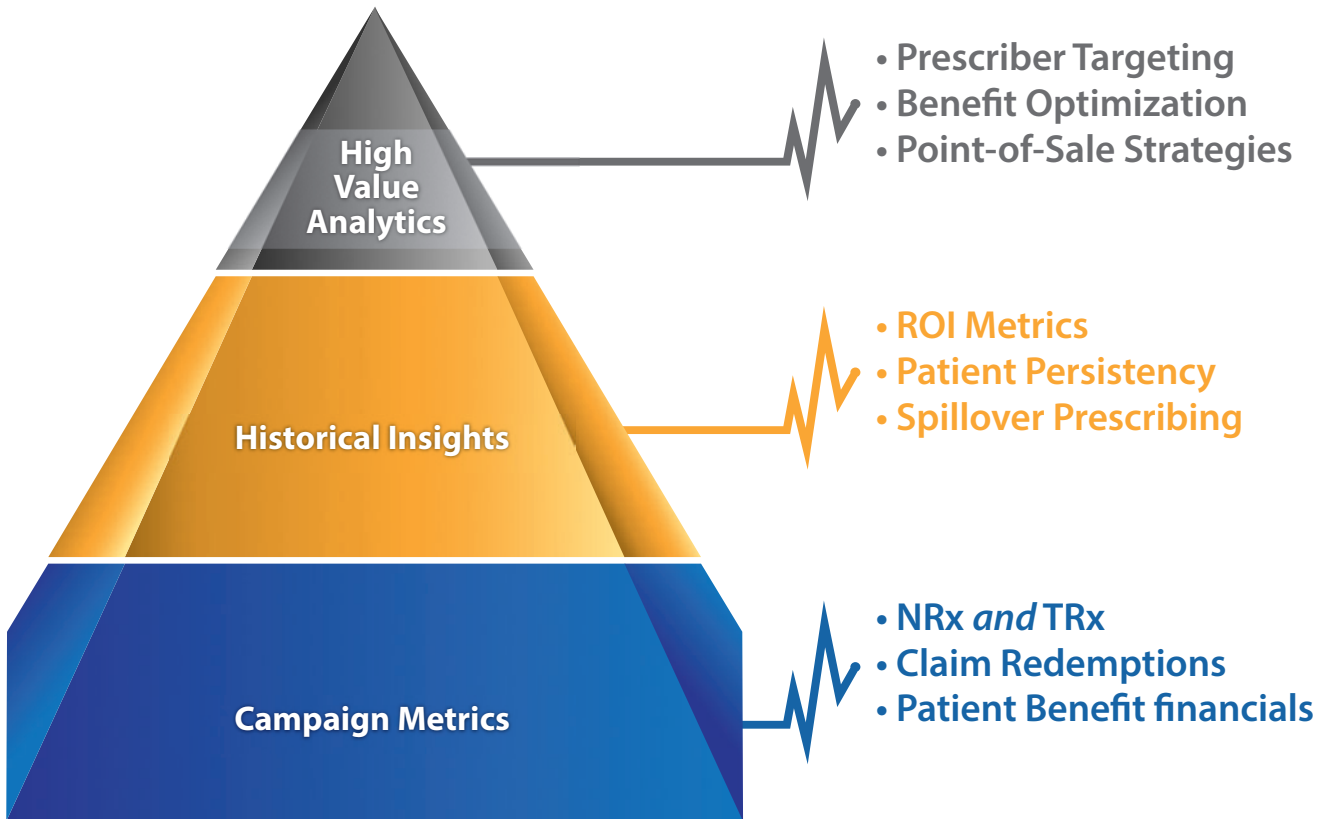 High
Value
Analytics
• Prescriber Targeting
• Benefit Optimization
• Point-of-Sale Strategies
Historical Insights
• ROI Metrics
• Patient Persistency
• Spillover Prescribing
Campaign Metrics
• NRx and TRx
• Claim Redemptions
• Patient Benefit financials